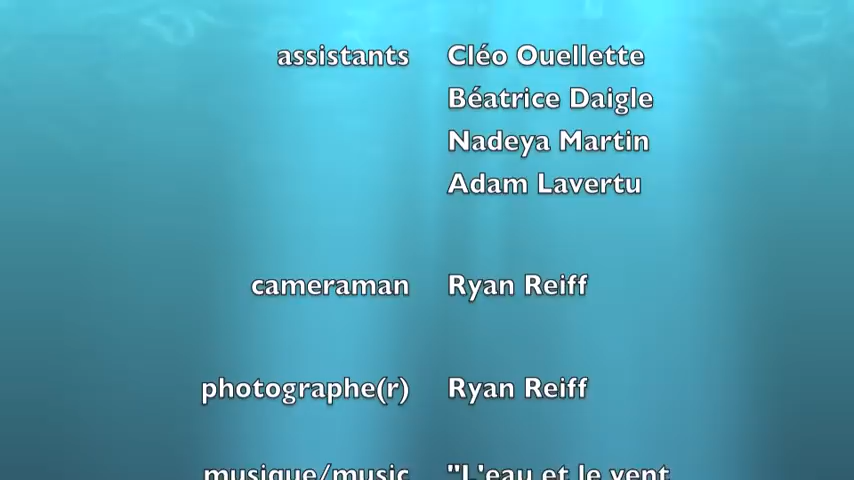 assistants Cléo Ouellette
Béatrice Daigle
Nadeya Martin
Adam Lavertu
cameraman Ryan Reiff
photographe(r) Ryan Reiff
musique/music "L'eau et le vent